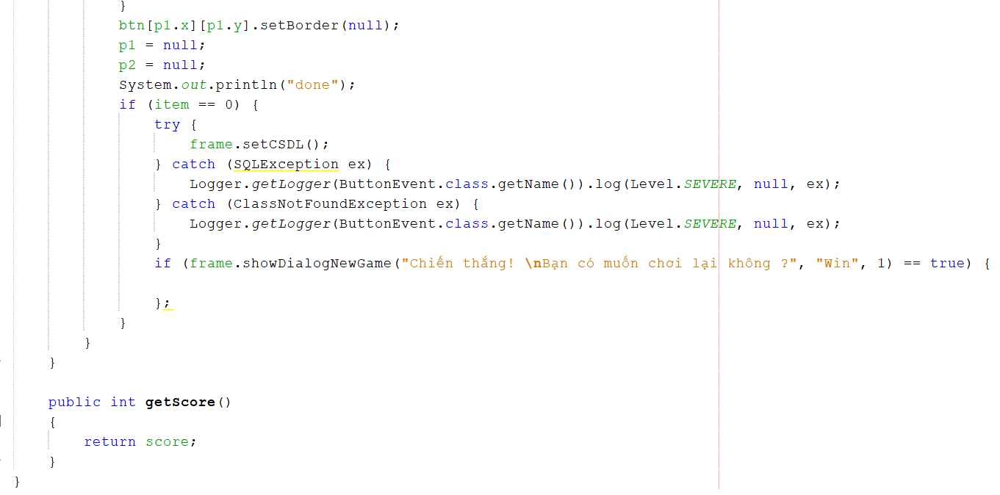 }
btn[p1.x][p1.y].setBorder(null);
p1 = null;
p2 = null;
System.out.println("done");
if (item == 0) {
try {
frame.setCSDL();
} catch (SQLException ex) {
Logger.getLogger(ButtonEvent.class.getName()).log(Level.SEVERE, null, ex);
} catch (ClassNotFoundException ex) {
Logger.getLogger(ButtonEvent.class.getName()).log(Level.SEVERE, null, ex);
}
if (frame.showDialogNewGame("Chiến thắng! \nBạn có muốn chơi lại không ?", "Win", 1) == true) {
};
}
}
}
public int getScore()
{
return score;
}
}